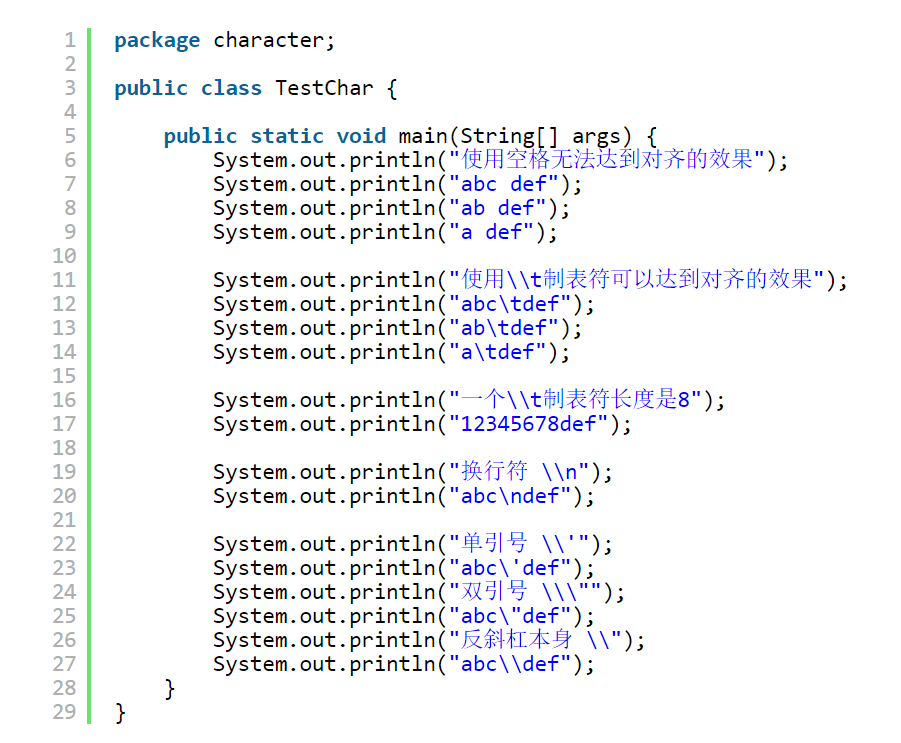 1 package character;
2
3 public class TestChar {
4
5     public static void main(String[] args) {
6         System.out.println("使用空格无法达到对齐的效果");
7         System.out.println("abc def");
8         System.out.println("ab def");
9         System.out.println("a def");
10
11         System.out.println("使用\\t制表符可以达到对齐的效果");
12         System.out.println("abc\tdef");
13         System.out.println("ab\tdef");
14         System.out.println("a\tdef");
15
16         System.out.println("一个\\t制表符长度是8");
17         System.out.println("12345678def");
18
19         System.out.println("换行符 \\n");
20         System.out.println("abc\ndef");
21
22         System.out.println("单引号 \\'");
23         System.out.println("abc\'def");
24         System.out.println("双引号 \\\"");
25         System.out.println("abc\"def");
26         System.out.println("反斜杠本身 \\");
27         System.out.println("abc\\def");
28     }
29 }